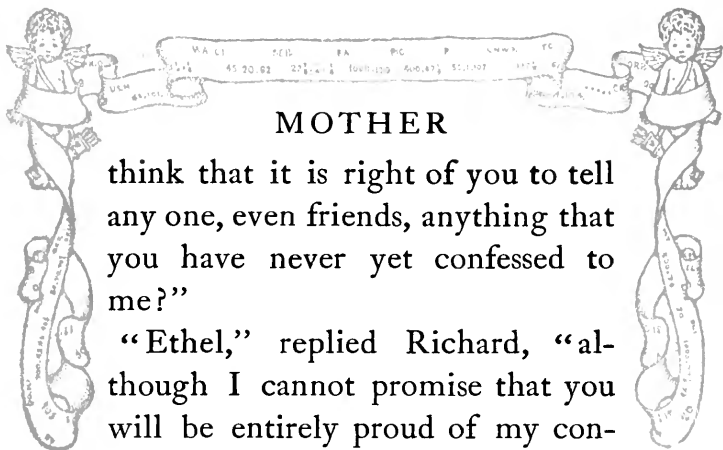 MOTHER
think that it is right of you to tell
any one, even friends, anything that
you have never yet confessed to
me?”
“Ethel,” replied Richard, “al-
though I cannot promise that you
will be entirely proud of my con-